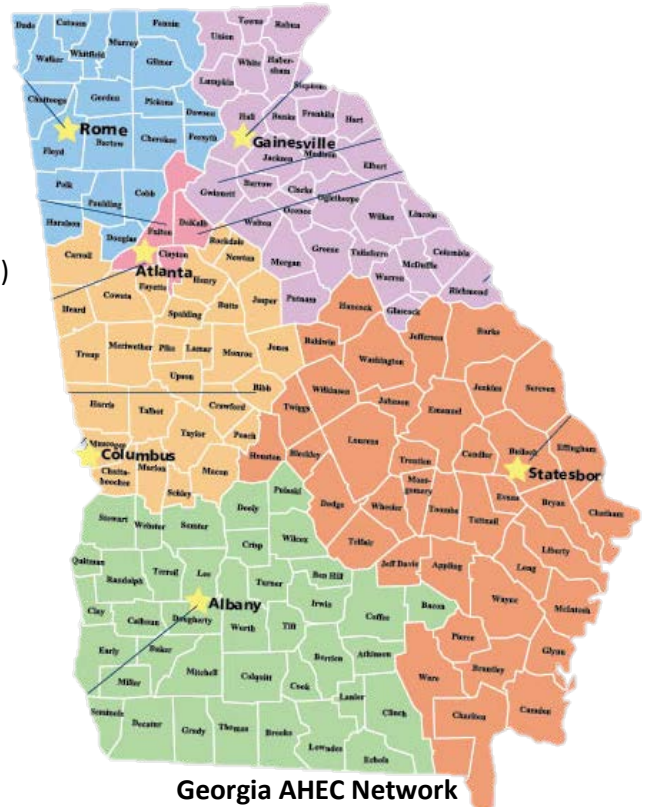 Dade Catoosa Fannin Towns Rabun
Union
Murray
Walker Whitfield Gilmer White Haber-
sham
Lumpkin
Stephens
Chattooga Gordon Pickens Dawson Hall Banks Franklin Hart
Rome
Floyd Bartow Cherokee Forsyth
Gainesville
Jackson Madison Elbert
Polk Cobb Gwinnett Barrow Clarke Oglethorpe
Paulding
Oconee Wilkes Lincoln
Haralson Douglas Fulton DeKalb Walton
)
Rockdale
Carroll Clayton Newton Morgan Greene Taliaferro Columbia
McDuffie
Atlanta
Fayette Henry Warren
Richmond
Heard Coweta Spalding Butts Jasper Putnam Hancock Glascock
Jefferson Burke
Troup Meriwether Pike Lamar Monroe Jones Baldwin
Washington
Upson
Bibb Wilkinson Johnson Jenkins Screven
Harris Talbot Crawford Twiggs Emanuel
Taylor Peach Laurens
Muscogee
Columbus
Houston Bleckley Treutlen Candler Bulloch Effingham
Chatta-
hoochee
Marion Macon
Schley
Statesbor
Mont-
gomery
Evans
Pulaski
Stewart Webster Sumter Dooly Dodge Wheeler Toombs Tattnall Bryan Chatham
Wilcox
Crisp Telfair Liberty
Quitman
Randolph Terrell Lee Turner Ben Hill Jeff Davis Appling Long
Albany
Clay Calhoun Dougherty Worth Tift Irwin Coffee Bacon Wayne McIntosh
Early Baker Pierce
Berrien Atkinson Glynn
Miller Mitchell Colquitt Cook Ware Brantley
Lanier
Seminole Decatur Grady Thomas Brooks Clinch Charlton Camden
Lowndes Echols
Georgia AHEC Network